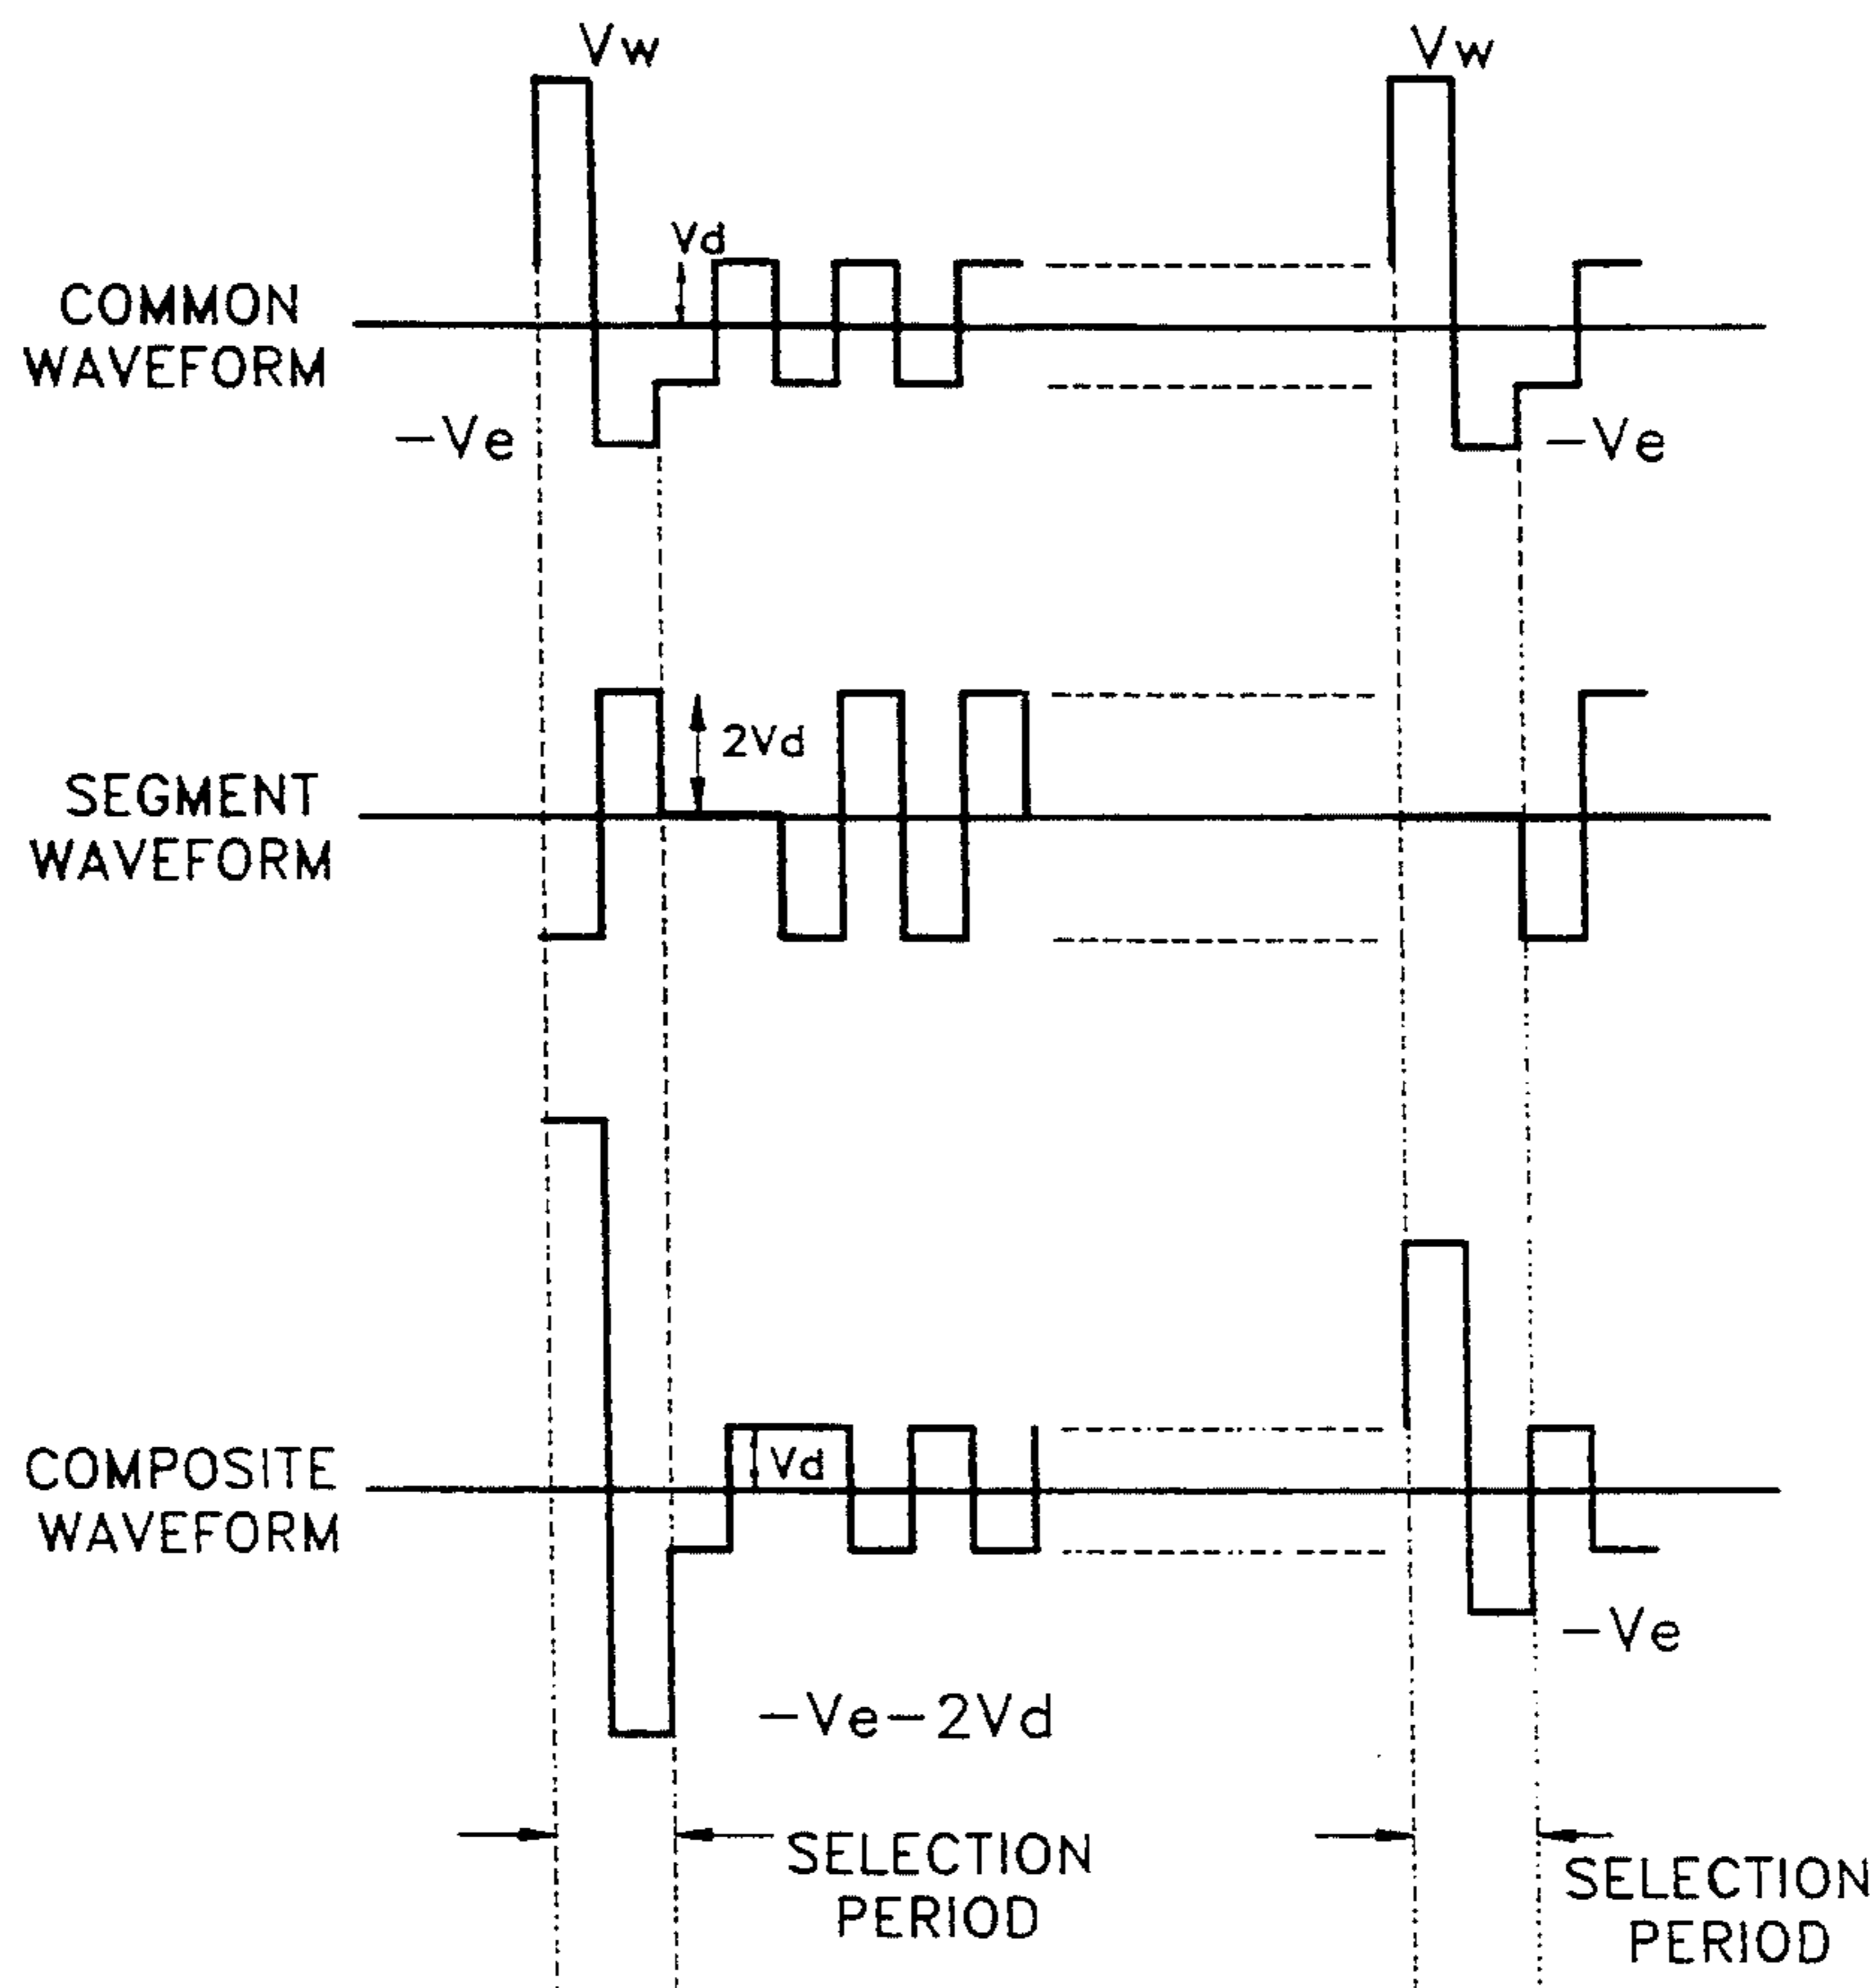 Vw
Vw
Vd
COMMON
WAVEFORM
-Ve
-Ve
2Vd
SEGMENT
WAVEFORM
Vd
COMPOSITE
WAVEFORM
-Ve
-Ve-2Vd
SELECTION
PERIOD
SELECTION
PERIOD